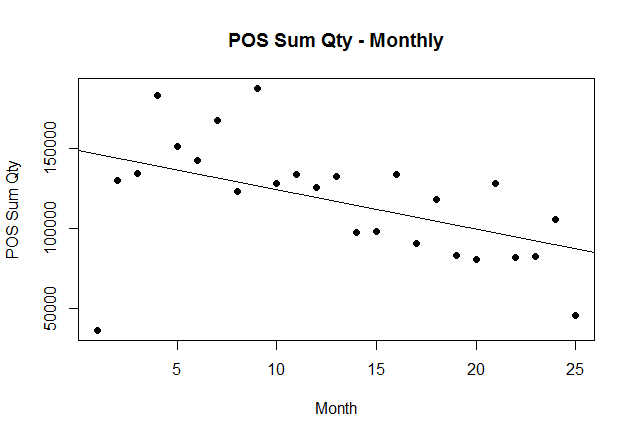 POS Sum Qty - Monthly
POS Sum Qty
150000
100000
50000
5 10 15 20 25
Month